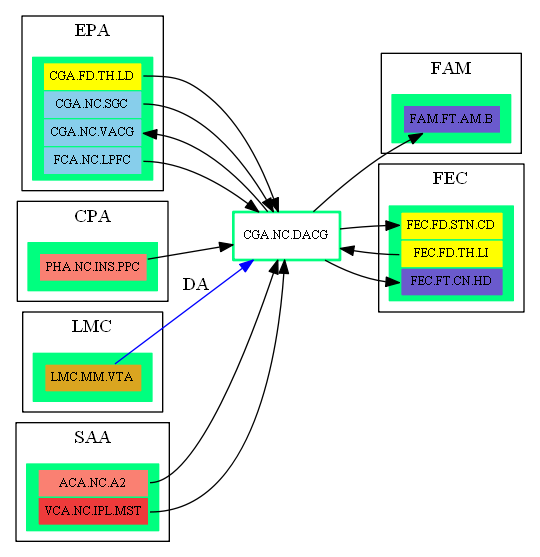 EPA
CGA.FD.TH.LD
CGA.NC.SGC
CGA.NC.VACG
FCA.NC.LPFC
CPA
PHA.NC.INS.PPC
LMC
LMC.MM.VTA
SAA
ACA.NC.A2
VCA.NC.IPL.MST
DA
CGA.NC.DACG
FAM
FAM.FT.AM.B
FEC
FEC.FD.STN.CD
FEC.FD.TH.LI
FEC.FT.CN.HD